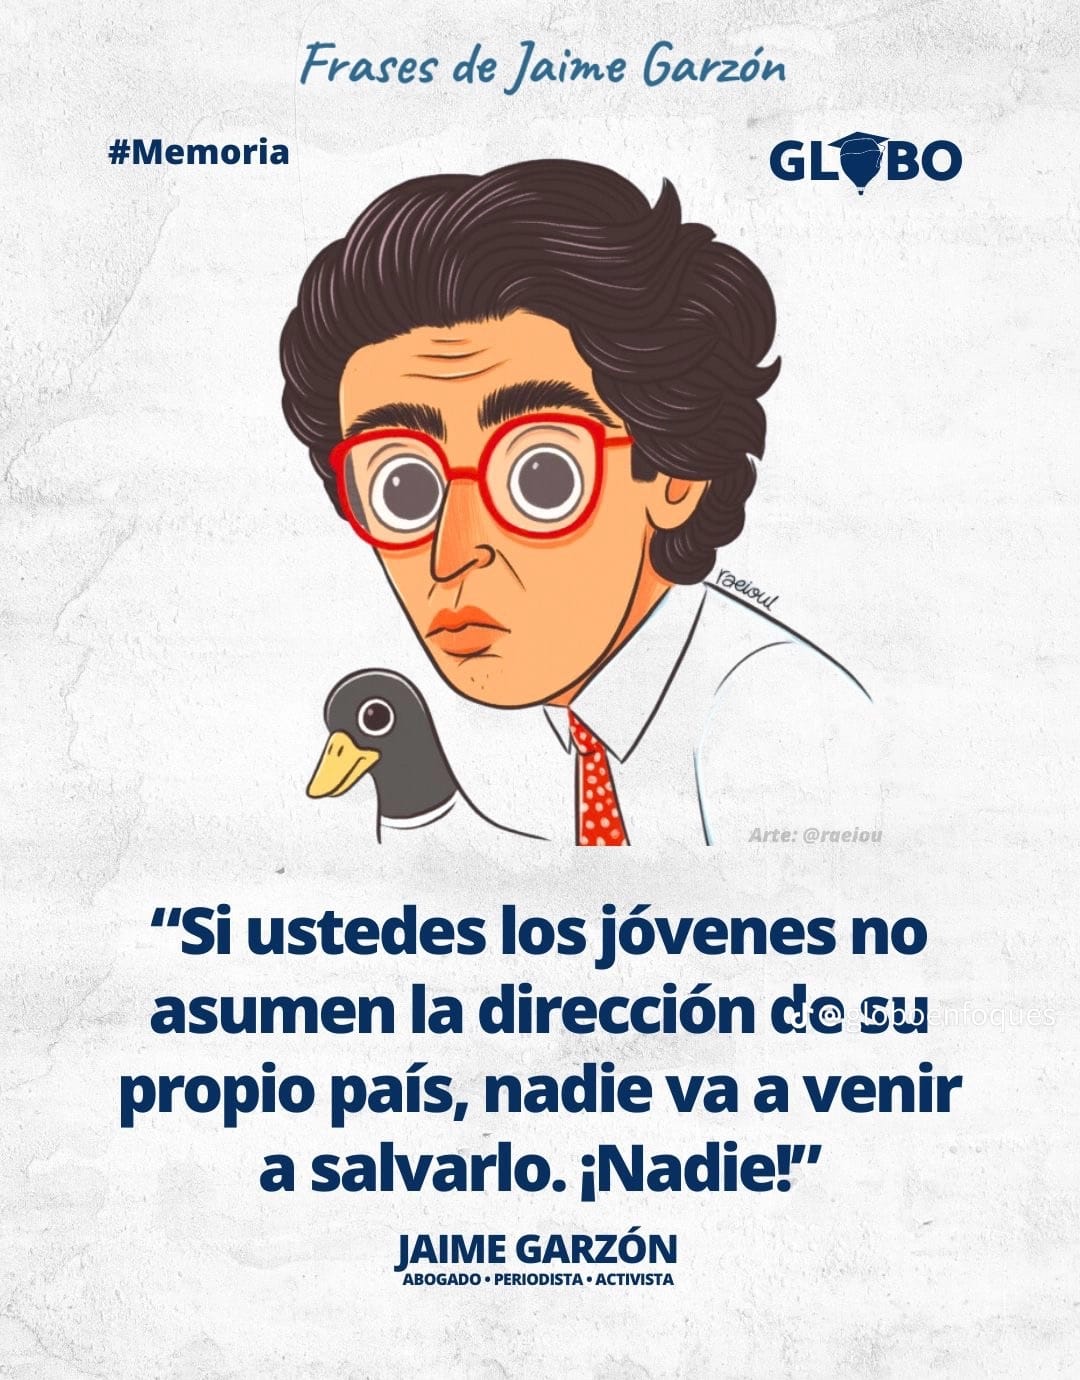 Frases de Jaime Garzón
#Memoria
GLOBO
raeioul
Arte: @raeiou
“Si ustedes los jóvenes no
asumen la dirección de su
@globoenfoques
propio país, nadie va a venir
a salvarlo. ¡Nadie!”
JAIME GARZÓN
ABOGADO • PERIODISTA • ACTIVISTA